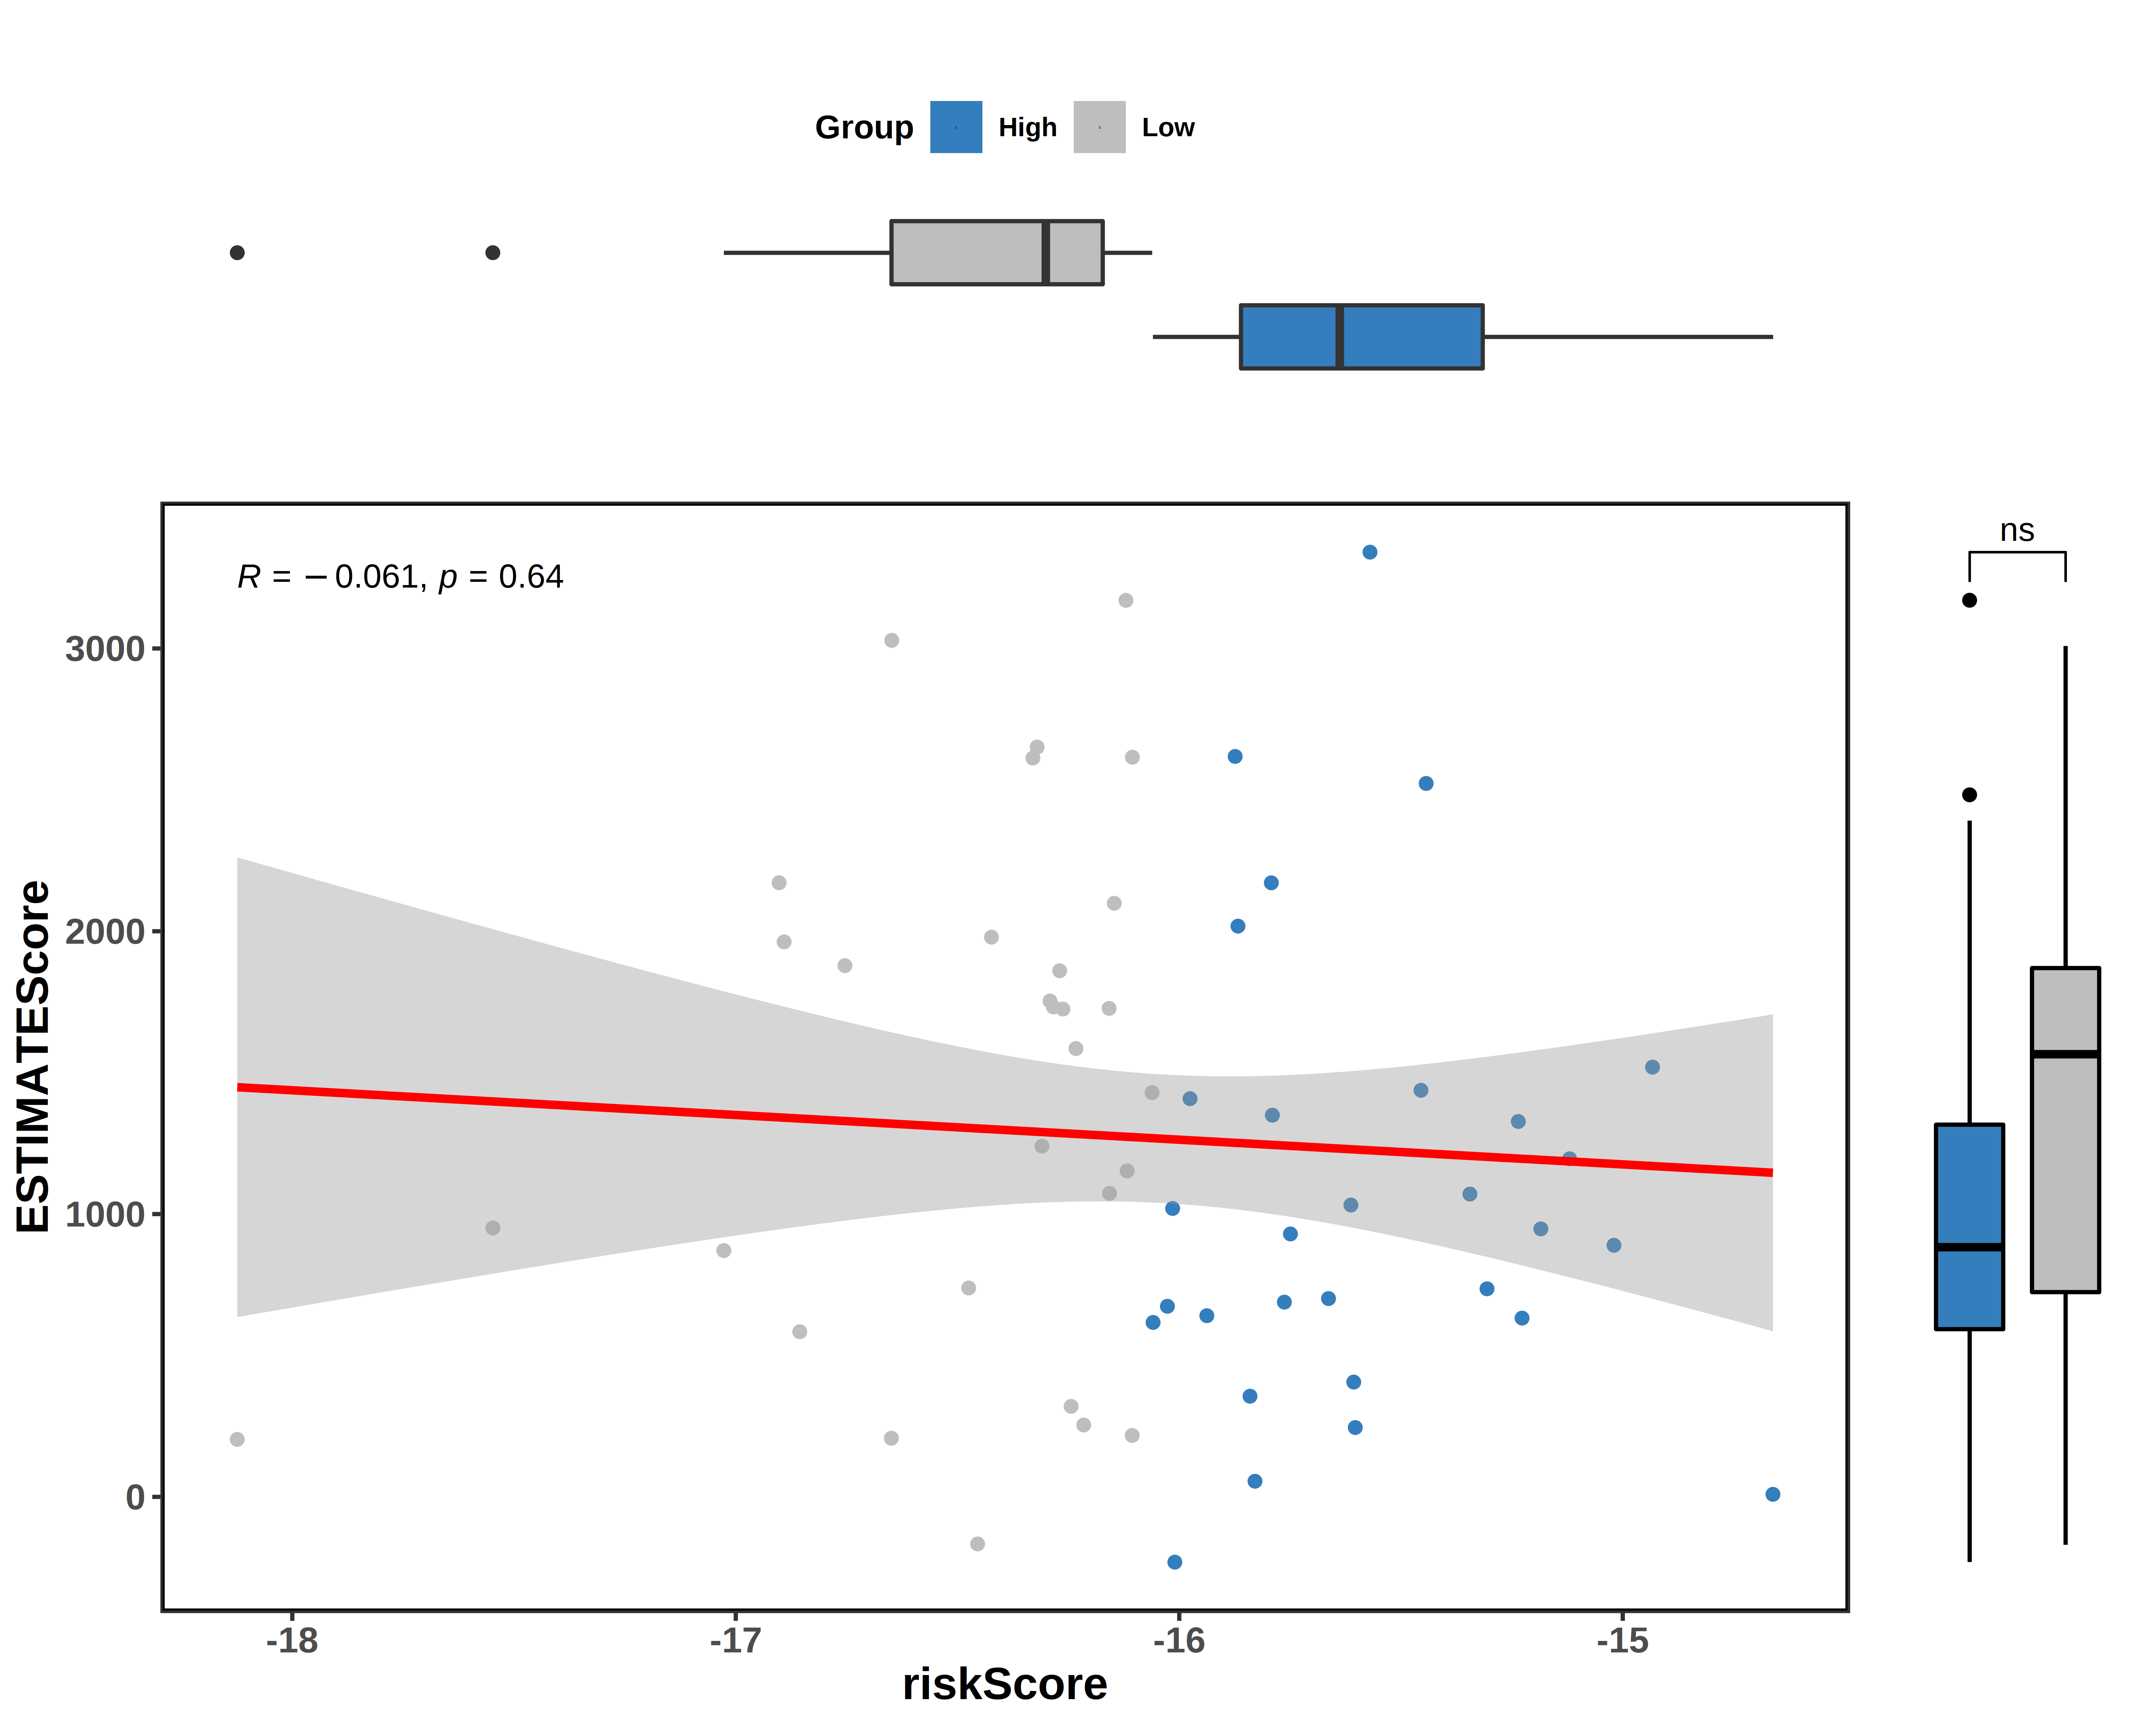 Group High Low
ns
R = −0.061, p = 0.64
3000
2000
1000
0
ESTIMATEScore
-18 -17 -16 -15
riskScore